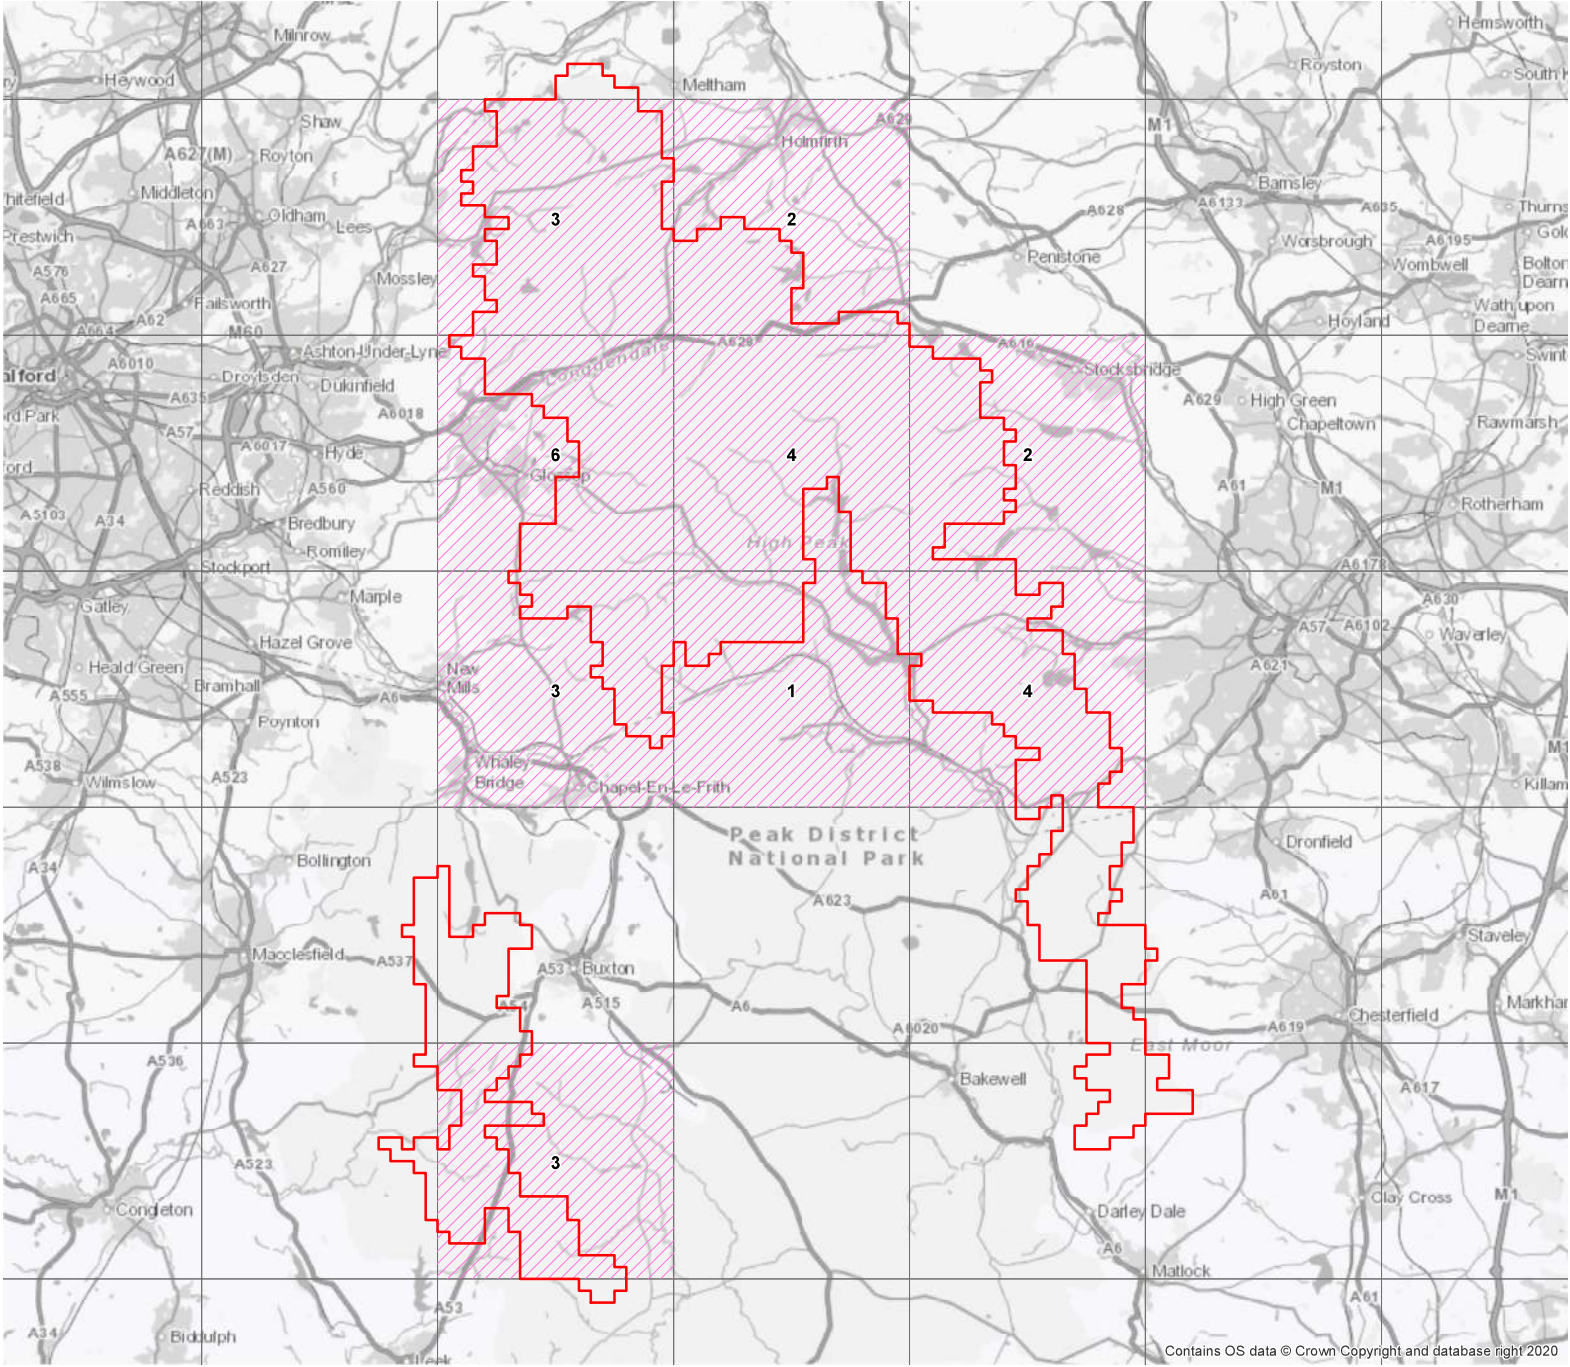 Milnrow
Hemsworth
Heywood
Meltham
Royston
South K
Shaw
A629
M1
Holmfirth
A627(M)
Royton
Middleton
Barnsley
Whitefield
Oldham
A663
Lees
3
2
A628
A6133
A635
Thurns
Prestwich
Worsbrough
A6195
Gold
A576
A627
Mossley
Penistone
Wombwell
Bolton
Dearn
A665
Failsworth
Wath upon
Dearne
A62
Hoyland
A664
M60
A628
A616
Ashton-Under-Lyne
Longdendale
Stocksbridge
Swint
A6010
alford
Droylsden
Dukinfield
A635
A629
High Green
ord Park
A6018
Chapeltown
Rawmarsh
A57
A6017
Hyde
6
4
2
ford
Glossop
Reddish
A560
A61
M1
Rotherham
A5103
A34
Bredbury
High Peak
Romiley
Stockport
A6178
Marple
Gatley
A630
A57
A6102
Waverley
Hazel Grove
Heald Green
New
Mills
A621
Bramhall
A555
A6
3
1
4
Poynton
M1
Whaley
Bridge
A538
Wilmslow
A523
Chapel-En-Le-Frith
Killam
Peak District
National Park
Dronfield
Bollington
A34
A623
A61
Staveley
Macclesfield
A537
A53
Buxton
A54
A515
A6
Markham
Chesterfield
A6020
A619
East Moor
A536
Bakewell
A617
A523
3
Clay Cross
M1
Congleton
Darley Dale
A6
Matlock
A53
A61
A34
Biddulph
Leek
Contains OS data © Crown Copyright and database right 2020